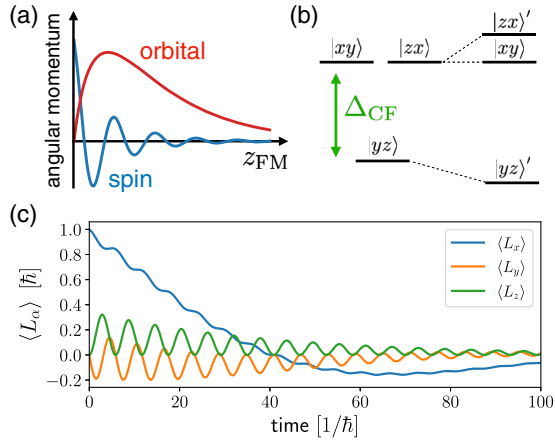 (a)
angular momentum
orbital
spin
z_FM
(b)
|xy⟩
|zx⟩
|zx⟩′
|xy⟩
Δ_CF
|yz⟩
|yz⟩′
(c)
⟨L_α⟩ [ħ]
1.0
0.8
0.6
0.4
0.2
0.0
−0.2
⟨L_x⟩
⟨L_y⟩
⟨L_z⟩
0 20 40 60 80 100
time [1/ħ]